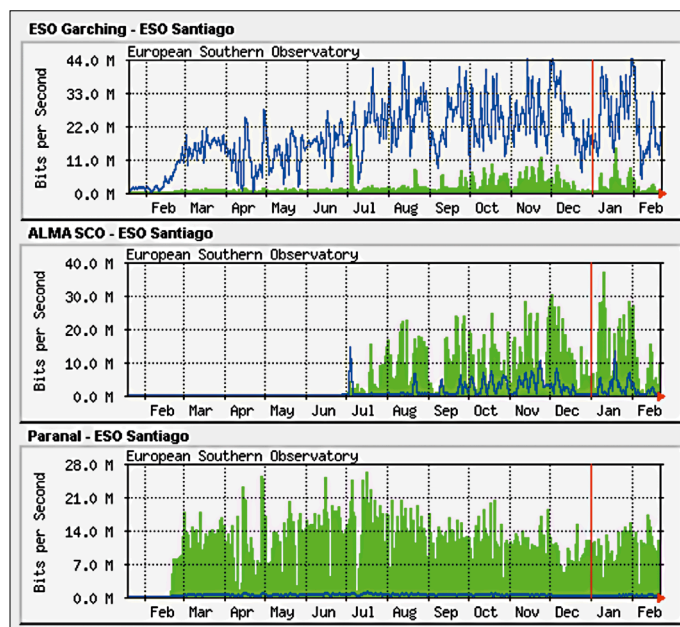 ESO Garching - ESO Santiago
European Southern Observatory
44.0 M
33.0 M
22.0 M
11.0 M
0.0 M
Bits per Second
Feb Mar Apr May Jun Jul Aug Sep Oct Nov Dec Jan Feb
ALMA SCO - ESO Santiago
European Southern Observatory
40.0 M
30.0 M
20.0 M
10.0 M
0.0 M
Bits per Second
Feb Mar Apr May Jun Jul Aug Sep Oct Nov Dec Jan Feb
Paranal - ESO Santiago
European Southern Observatory
28.0 M
21.0 M
14.0 M
7.0 M
0.0 M
Bits per Second
Feb Mar Apr May Jun Jul Aug Sep Oct Nov Dec Jan Feb